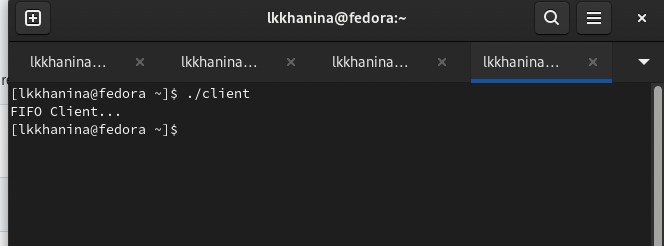 lkkhanina@fedora:~
lkkhanina... lkkhanina... lkkhanina... lkkhanina...
[lkkhanina@fedora ~]$ ./client
FIFO Client...
[lkkhanina@fedora ~]$